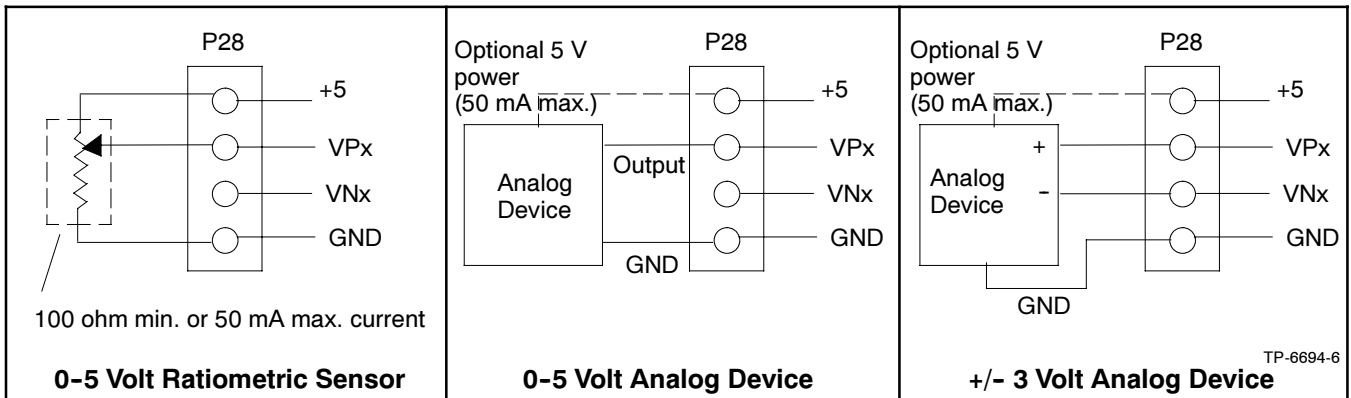 P28
+5
VPx
VNx
GND
100 ohm min. or 50 mA max. current
0-5 Volt Ratiometric Sensor
Optional 5 V
power
(50 mA max.)
P28
+5
Output
VPx
Analog
Device
VNx
GND
GND
0-5 Volt Analog Device
Optional 5 V
power
(50 mA max.)
P28
+5
+
VPx
Analog
Device
-
VNx
GND
GND
TP-6694-6
+/- 3 Volt Analog Device